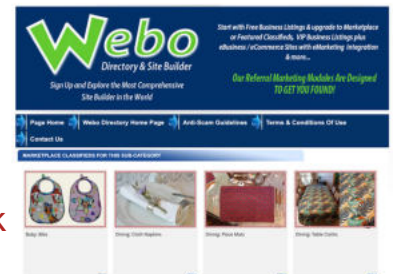 Webo
Directory & Site Builder
Sign Up and Explore the Most Comprehensive
Site Builder in the World
Start with Free Business Listings & upgrade to Marketplace
or Featured Classifieds, VIP Business Listings plus
eBusiness / eCommerce Sites with eMarketing integration
& more...
Our Referral Marketing Modules Are Designed
TO GET YOU FOUND!
Page Home
Webo Directory Home Page
Anti-Scam Guidelines
Terms & Conditions Of Use
Contact Us
MARKETPLACE CLASSIFIEDS FOR THIS SUB-CATEGORY
k
Baby: Bibs
Dining: Cloth Napkins
Dining: Place Mats
Dining: Table Cloths